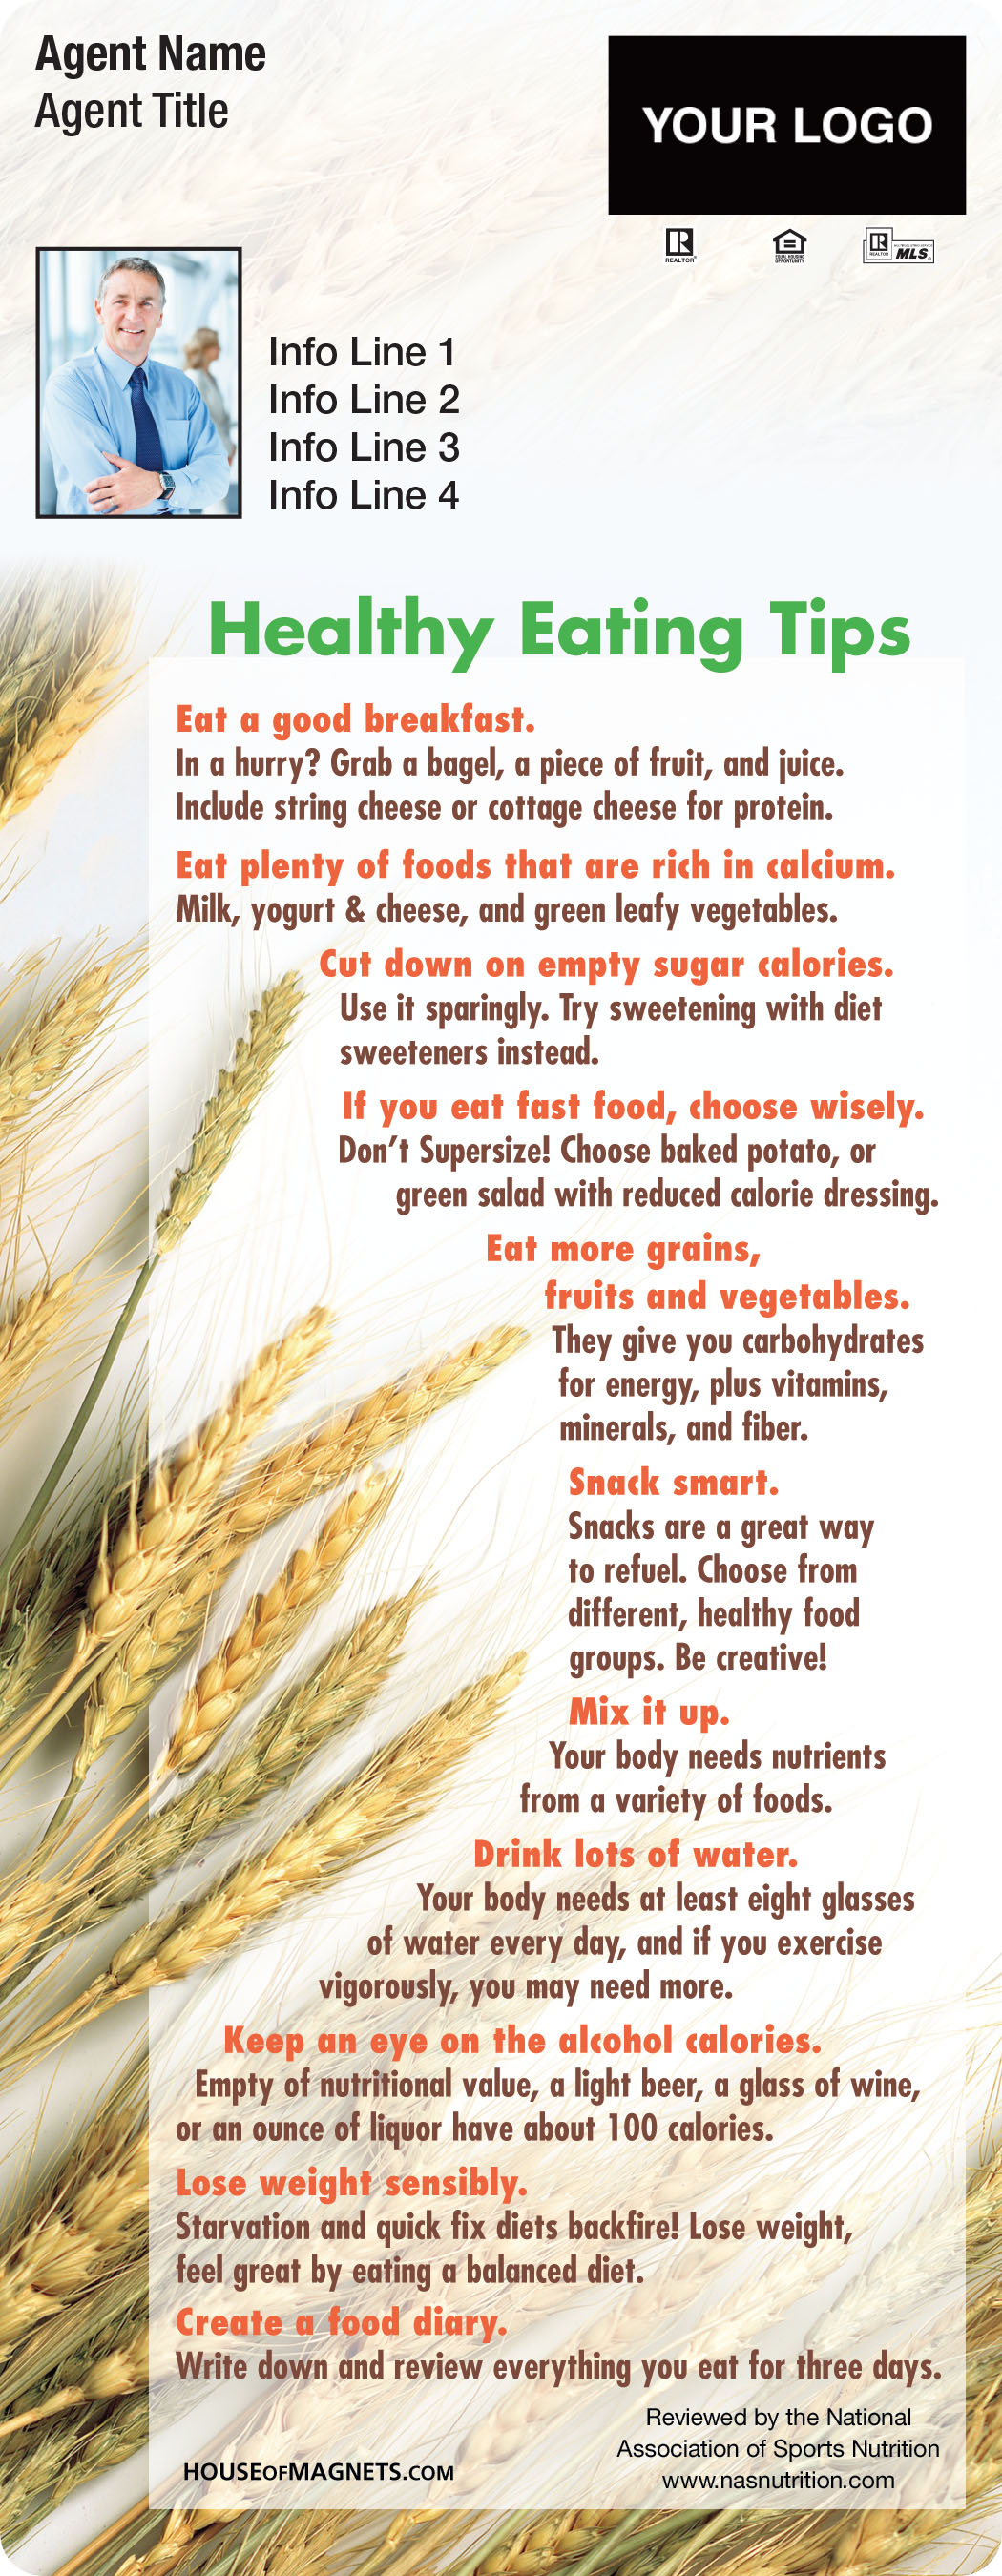 Agent Name
Agent Title
YOUR LOGO
REALTOR®
EQUAL HOUSING
OPPORTUNITY
REALTOR
MLS
Info Line 1
Info Line 2
Info Line 3
Info Line 4
Healthy Eating Tips
Eat a good breakfast.
In a hurry? Grab a bagel, a piece of fruit, and juice.
Include string cheese or cottage cheese for protein.
Eat plenty of foods that are rich in calcium.
Milk, yogurt & cheese, and green leafy vegetables.
Cut down on empty sugar calories.
Use it sparingly. Try sweetening with diet
sweeteners instead.
If you eat fast food, choose wisely.
Don’t Supersize! Choose baked potato, or
green salad with reduced calorie dressing.
Eat more grains,
fruits and vegetables.
They give you carbohydrates
for energy, plus vitamins,
minerals, and fiber.
Snack smart.
Snacks are a great way
to refuel. Choose from
different, healthy food
groups. Be creative!
Mix it up.
Your body needs nutrients
from a variety of foods.
Drink lots of water.
Your body needs at least eight glasses
of water every day, and if you exercise
vigorously, you may need more.
Keep an eye on the alcohol calories.
Empty of nutritional value, a light beer, a glass of wine,
or an ounce of liquor have about 100 calories.
Lose weight sensibly.
Starvation and quick fix diets backfire! Lose weight,
feel great by eating a balanced diet.
Create a food diary.
Write down and review everything you eat for three days.
Reviewed by the National
Association of Sports Nutrition
www.nasnutrition.com
HOUSEOFMAGNETS.COM